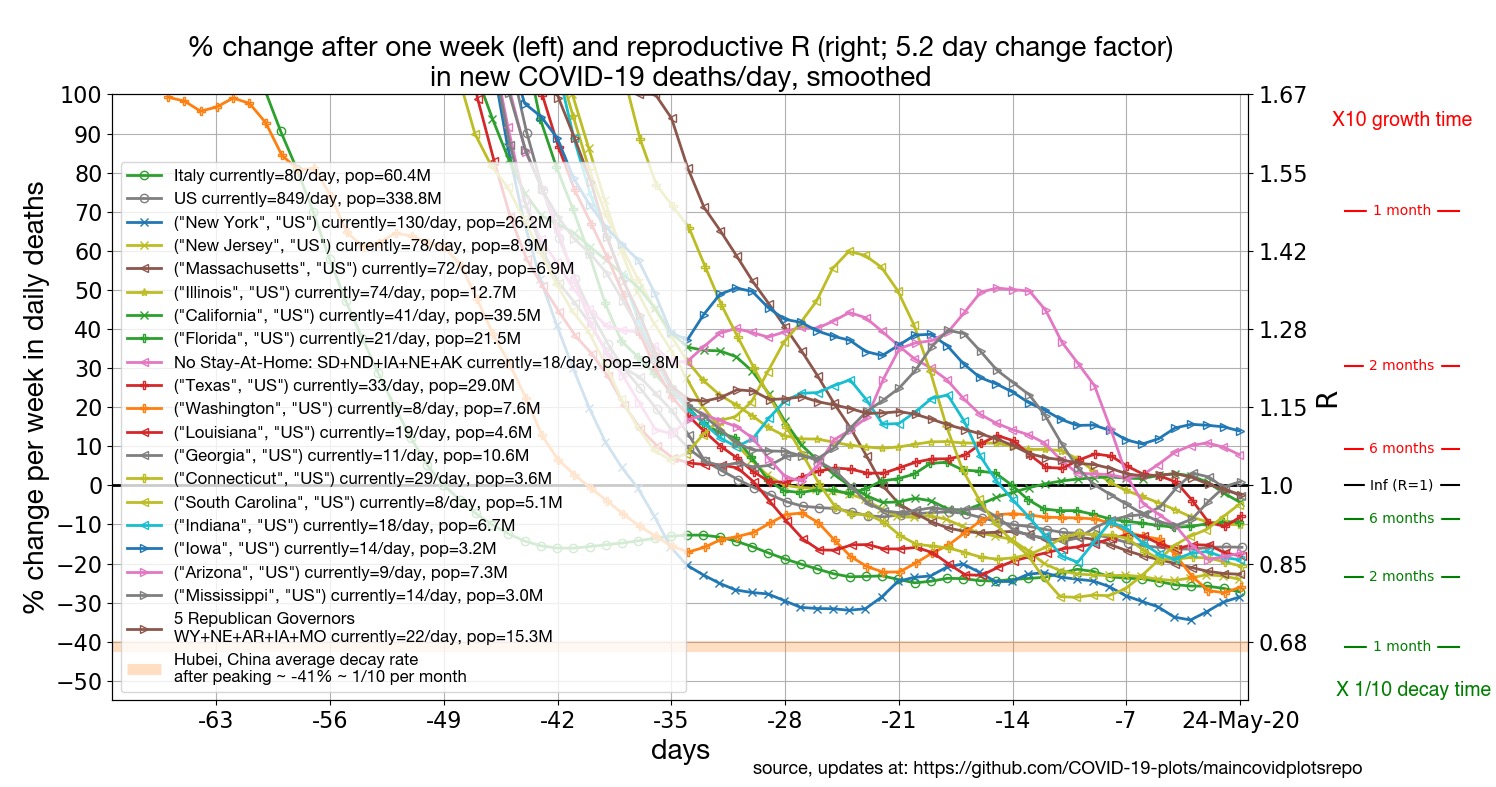 % change after one week (left) and reproductive R (right; 5.2 day change factor)
in new COVID-19 deaths/day, smoothed
% change per week in daily deaths
100
90
80
70
60
50
40
30
20
10
0
−10
−20
−30
−40
−50
Italy currently=80/day, pop=60.4M
US currently=849/day, pop=338.8M
("New York", "US") currently=130/day, pop=26.2M
("New Jersey", "US") currently=78/day, pop=8.9M
("Massachusetts", "US") currently=72/day, pop=6.9M
("Illinois", "US") currently=74/day, pop=12.7M
("California", "US") currently=41/day, pop=39.5M
("Florida", "US") currently=21/day, pop=21.5M
No Stay-At-Home: SD+ND+IA+NE+AK currently=18/day, pop=9.8M
("Texas", "US") currently=33/day, pop=29.0M
("Washington", "US") currently=8/day, pop=7.6M
("Louisiana", "US") currently=19/day, pop=4.6M
("Georgia", "US") currently=11/day, pop=10.6M
("Connecticut", "US") currently=29/day, pop=3.6M
("South Carolina", "US") currently=8/day, pop=5.1M
("Indiana", "US") currently=18/day, pop=6.7M
("Iowa", "US") currently=14/day, pop=3.2M
("Arizona", "US") currently=9/day, pop=7.3M
("Mississippi", "US") currently=14/day, pop=3.0M
5 Republican Governors
WY+NE+AR+IA+MO currently=22/day, pop=15.3M
Hubei, China average decay rate
after peaking ~ -41% ~ 1/10 per month
1.67
1.55
1.42
1.28
1.15
1.0
0.85
0.68
R
X10 growth time
1 month
2 months
6 months
Inf (R=1)
6 months
2 months
1 month
X 1/10 decay time
-63
-56
-49
-42
-35
-28
-21
-14
-7
24-May-20
days
source, updates at: https://github.com/COVID-19-plots/maincovidplotsrepo